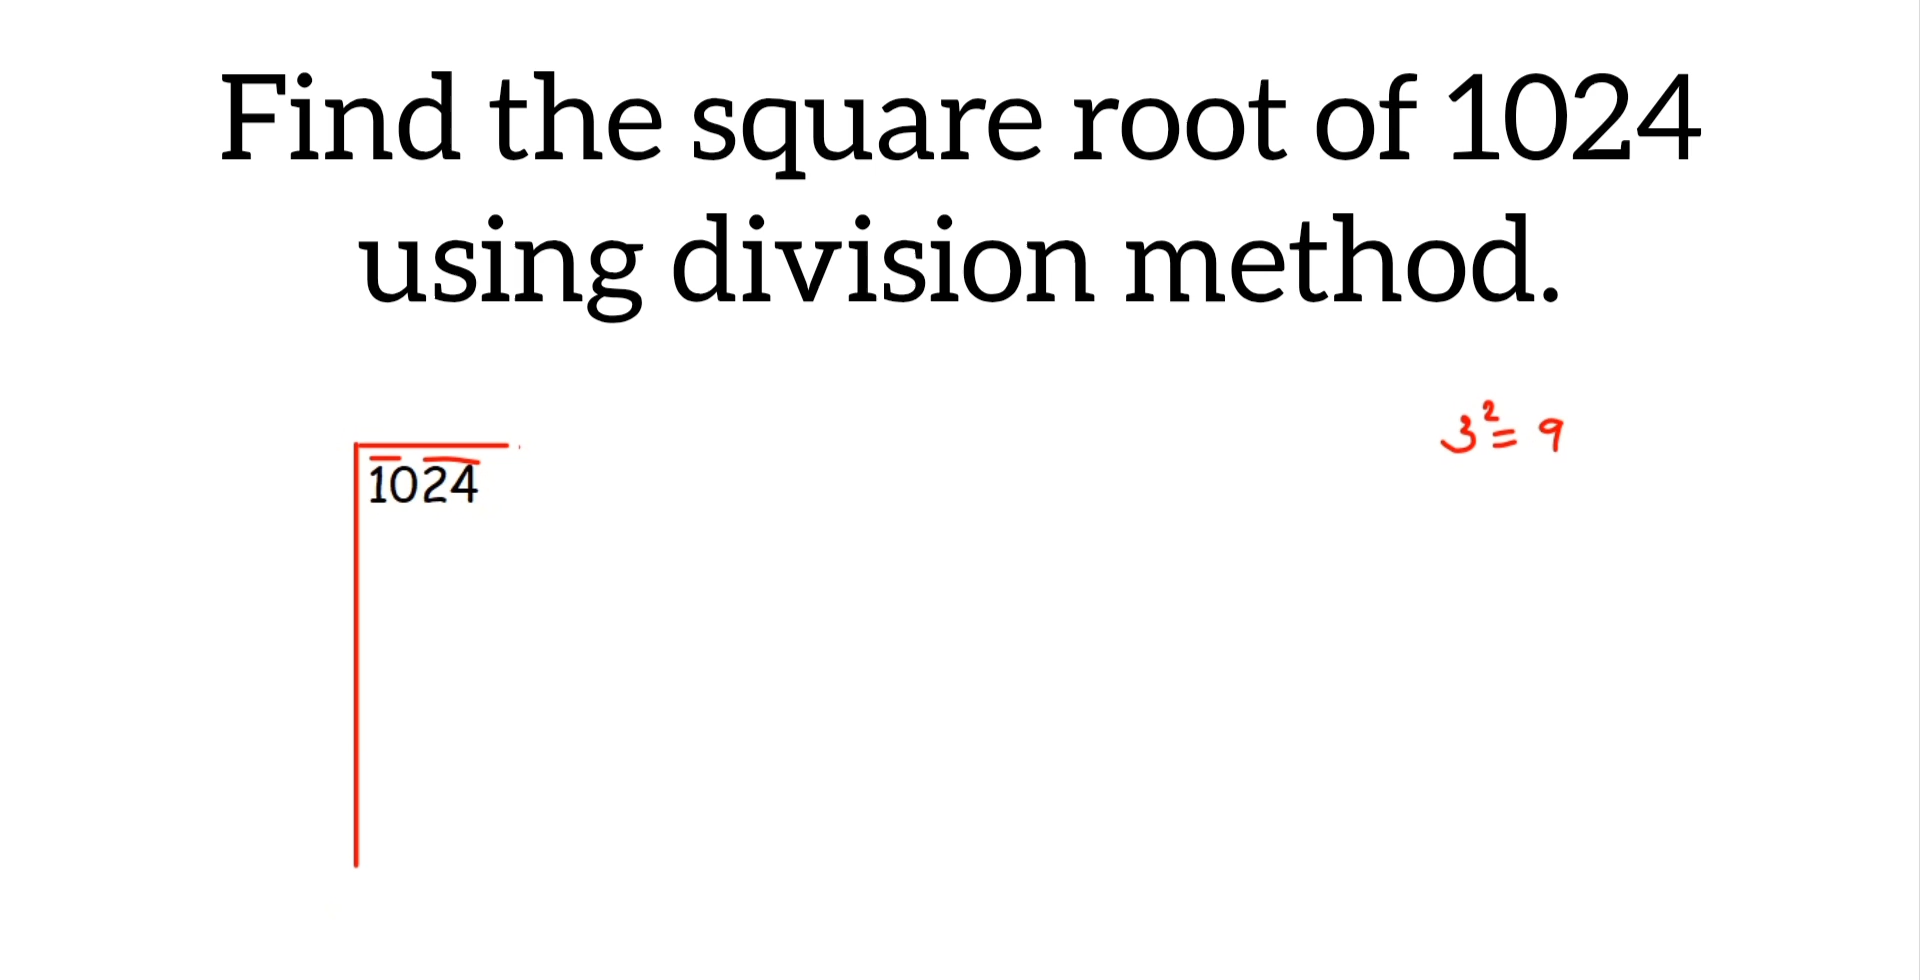 Find the square root of 1024
using division method.
3²= 9
1024